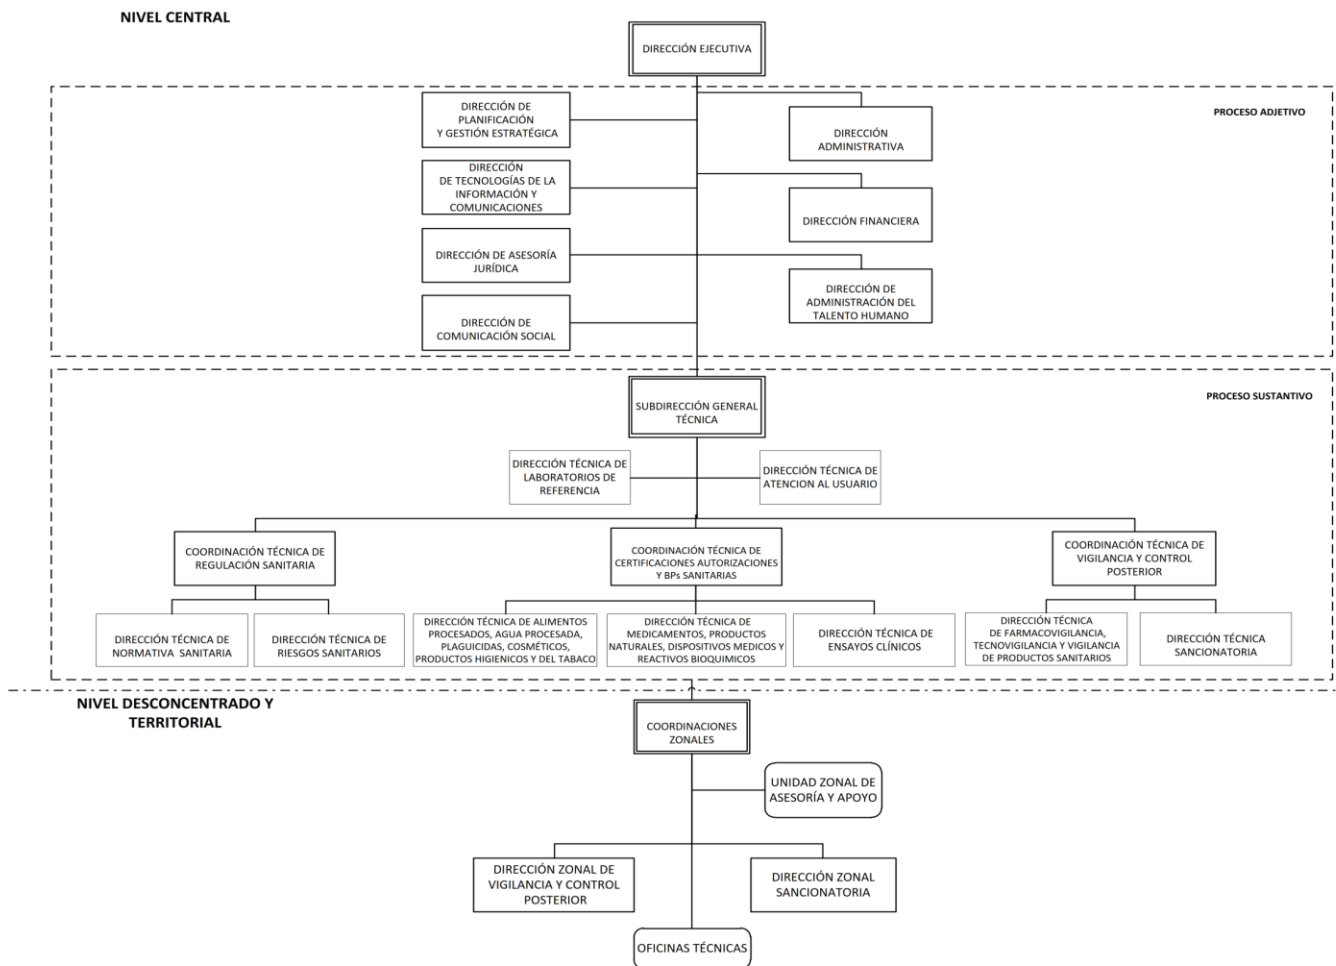 NIVEL CENTRAL
DIRECCIÓN EJECUTIVA
PROCESO ADJETIVO
DIRECCIÓN DE
PLANIFICACIÓN
Y GESTIÓN ESTRATÉGICA
DIRECCIÓN
ADMINISTRATIVA
DIRECCIÓN
DE TECNOLOGÍAS DE LA
INFORMACIÓN Y
COMUNICACIONES
DIRECCIÓN FINANCIERA
DIRECCIÓN DE ASESORÍA
JURÍDICA
DIRECCIÓN DE
ADMINISTRACIÓN DEL
TALENTO HUMANO
DIRECCIÓN DE
COMUNICACIÓN SOCIAL
PROCESO SUSTANTIVO
SUBDIRECCIÓN GENERAL
TÉCNICA
DIRECCIÓN TÉCNICA DE
LABORATORIOS DE
REFERENCIA
DIRECCIÓN TÉCNICA DE
ATENCION AL USUARIO
COORDINACIÓN TÉCNICA DE
REGULACIÓN SANITARIA
COORDINACIÓN TÉCNICA DE
CERTIFICACIONES AUTORIZACIONES
Y BPs SANITARIAS
COORDINACIÓN TÉCNICA DE
VIGILANCIA Y CONTROL
POSTERIOR
DIRECCIÓN TÉCNICA DE
NORMATIVA SANITARIA
DIRECCIÓN TÉCNICA DE
RIESGOS SANITARIOS
DIRECCIÓN TÉCNICA DE ALIMENTOS
PROCESADOS, AGUA PROCESADA,
PLAGUICIDAS, COSMÉTICOS,
PRODUCTOS HIGIENICOS Y DEL TABACO
DIRECCIÓN TÉCNICA DE
MEDICAMENTOS, PRODUCTOS
NATURALES, DISPOSITIVOS MEDICOS Y
REACTIVOS BIOQUIMICOS
DIRECCIÓN TÉCNICA DE
ENSAYOS CLÍNICOS
DIRECCIÓN TÉCNICA
DE FARMACOVIGILANCIA,
TECNOVIGILANCIA Y VIGILANCIA
DE PRODUCTOS SANITARIOS
DIRECCIÓN TÉCNICA
SANCIONATORIA
NIVEL DESCONCENTRADO Y
TERRITORIAL
COORDINACIONES
ZONALES
UNIDAD ZONAL DE
ASESORÍA Y APOYO
DIRECCIÓN ZONAL DE
VIGILANCIA Y CONTROL
POSTERIOR
DIRECCIÓN ZONAL
SANCIONATORIA
OFICINAS TÉCNICAS